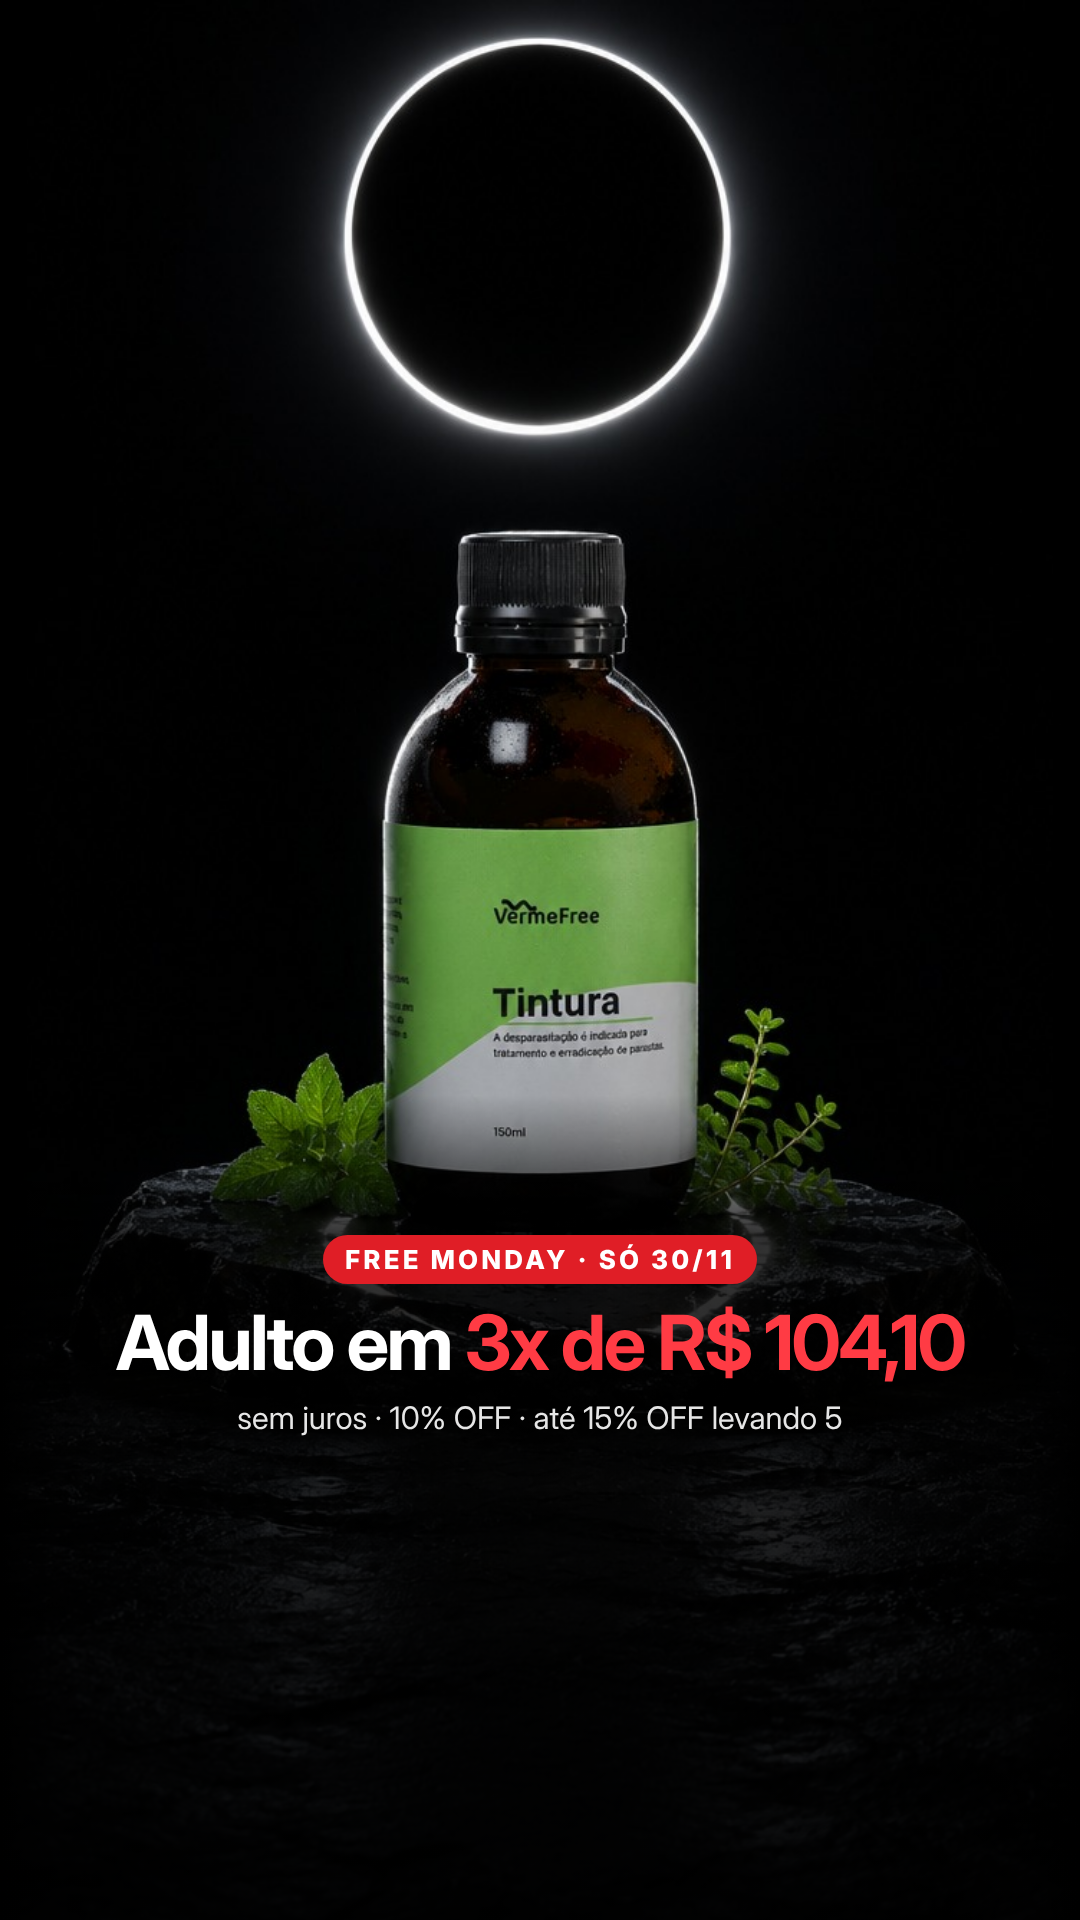 VermeFree
Tintura
A desparasitação é indicada para
tratamento e erradicação de parasitas.
150ml
FREE MONDAY · SÓ 30/11
Adulto em 3x de R$ 104,10
sem juros · 10% OFF · até 15% OFF levando 5